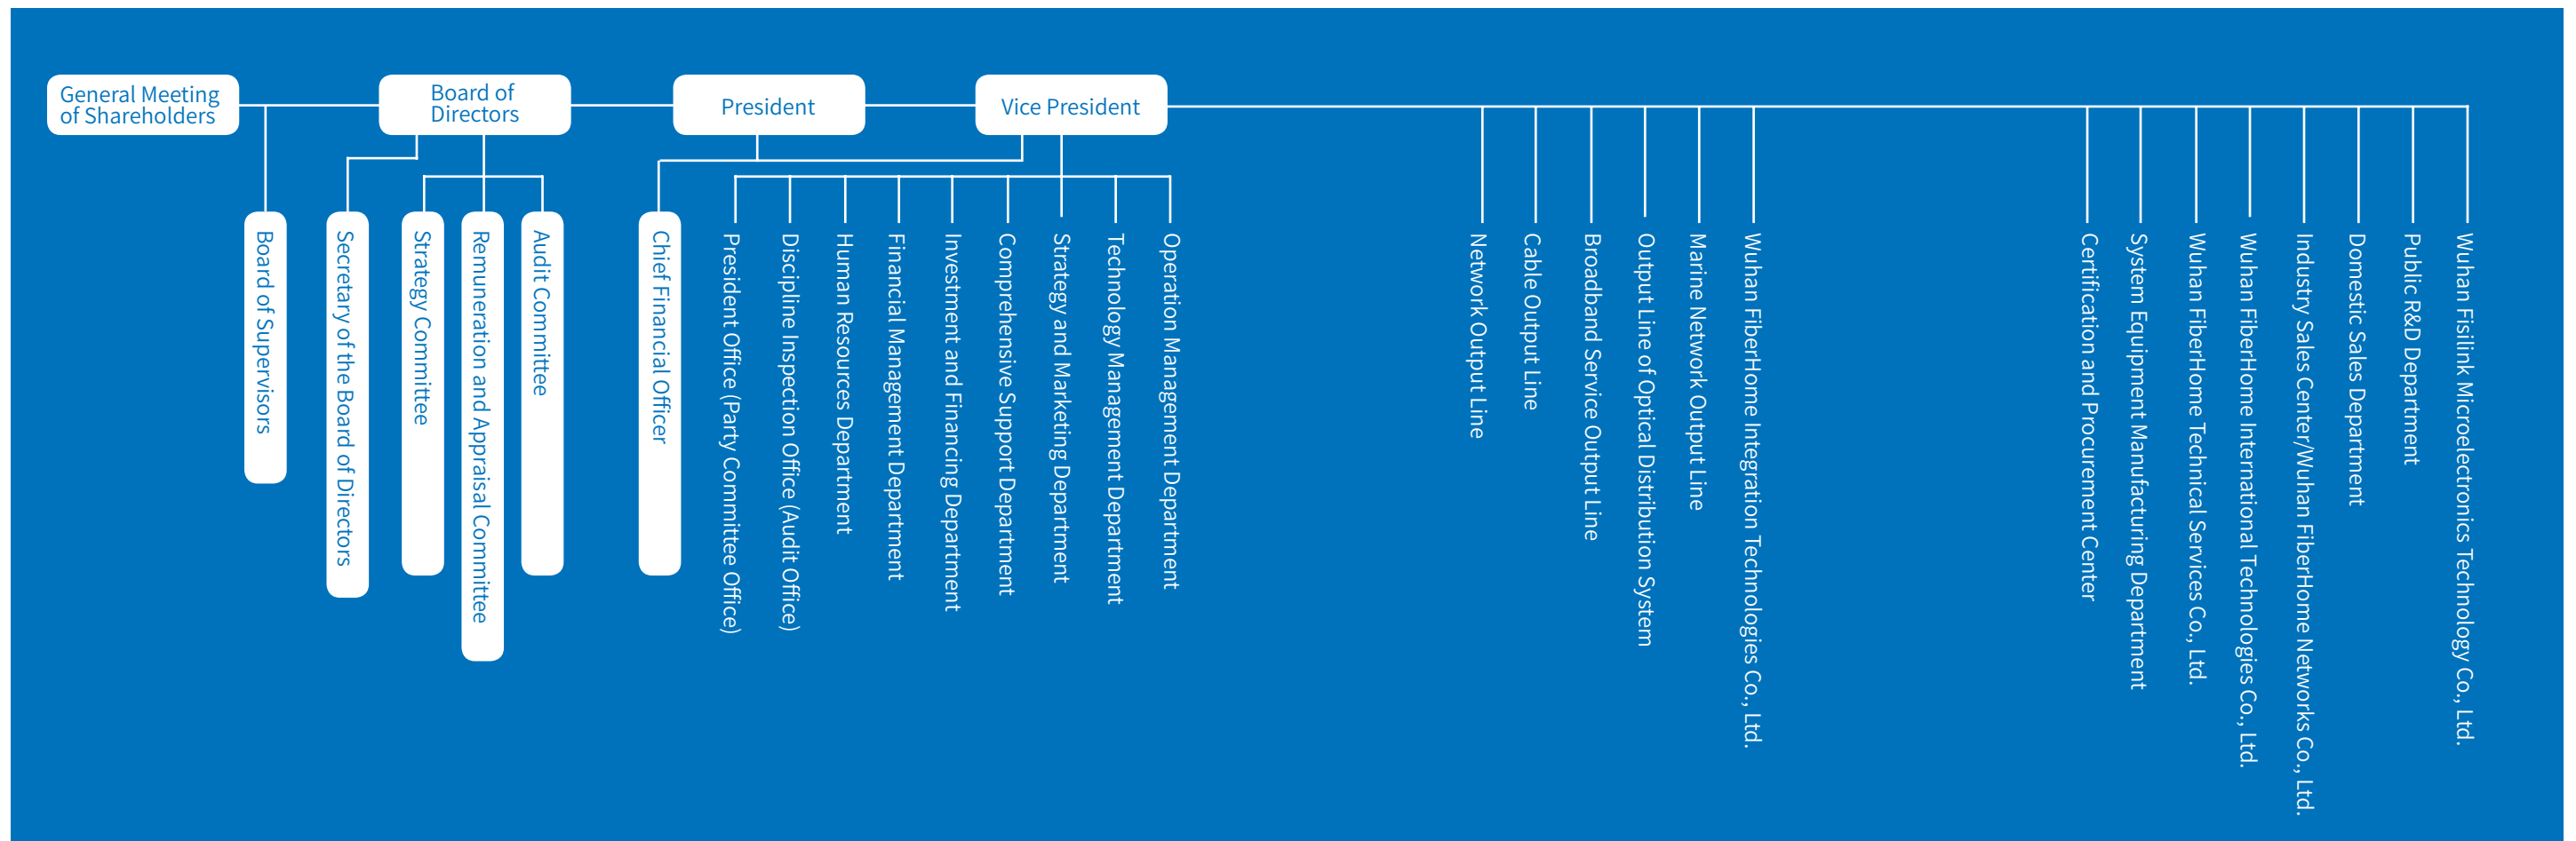 General Meeting
of Shareholders
Board of
Directors
President
Vice President
Board of Supervisors
Secretary of the Board of Directors
Strategy Committee
Remuneration and Appraisal Committee
Audit Committee
Chief Financial Officer
President Office (Party Committee Office)
Discipline Inspection Office (Audit Office)
Human Resources Department
Financial Management Department
Investment and Financing Department
Comprehensive Support Department
Strategy and Marketing Department
Technology Management Department
Operation Management Department
Network Output Line
Cable Output Line
Broadband Service Output Line
Output Line of Optical Distribution System
Marine Network Output Line
Wuhan FiberHome Integration Technologies Co., Ltd.
Certification and Procurement Center
System Equipment Manufacturing Department
Wuhan FiberHome Technical Services Co., Ltd.
Wuhan FiberHome International Technologies Co., Ltd.
Industry Sales Center/Wuhan FiberHome Networks Co., Ltd.
Domestic Sales Department
Public R&D Department
Wuhan Fisilink Microelectronics Technology Co., Ltd.